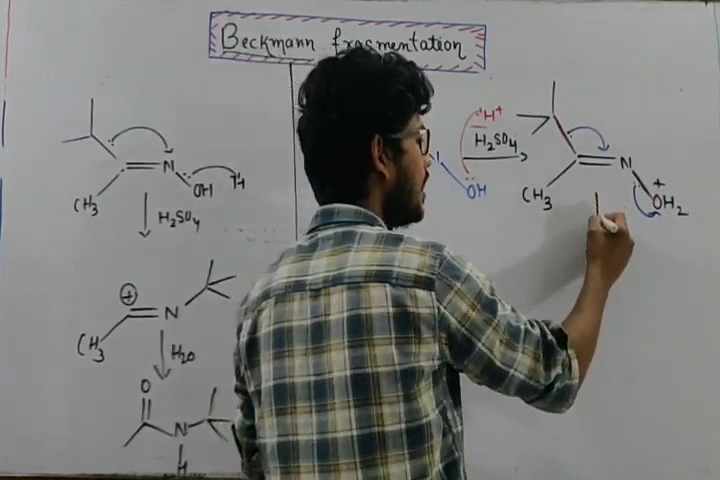 Beckmann fragmentation
N
OH
H
CH3
H2SO4
⊕
N
CH3
H2O
O
N
H
H+
H2SO4
OH
N
+
OH2
CH3